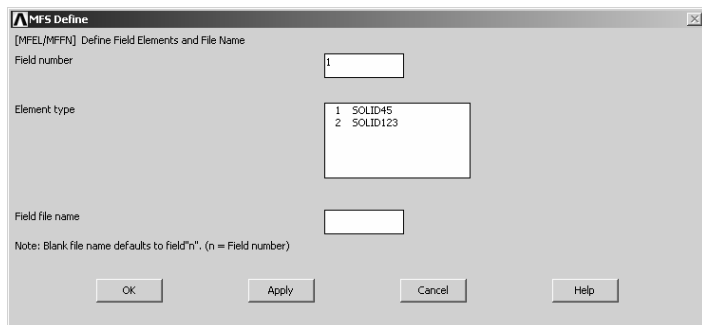 MFS Define
[MFEL/MFFN] Define Field Elements and File Name
Field number
1
Element type
1 SOLID45
2 SOLID123
Field file name
Note: Blank file name defaults to field"n". (n = Field number)
OK Apply Cancel Help